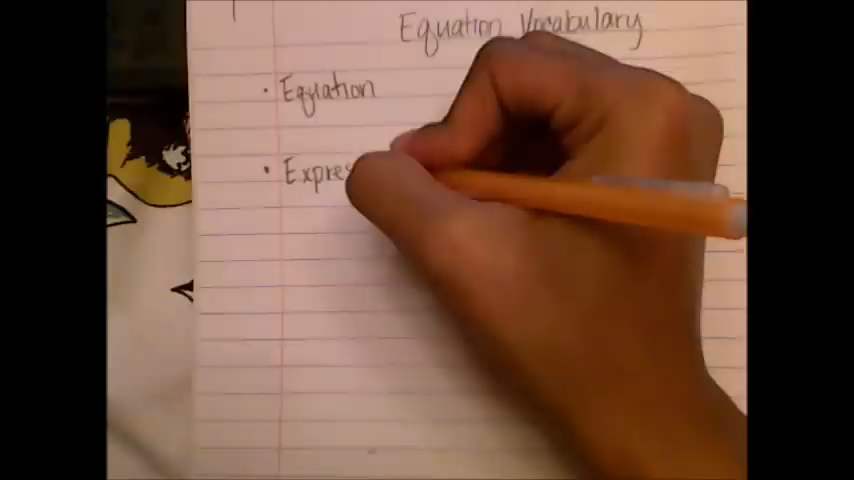 Equation Vocabulary
• Equation
• Expres